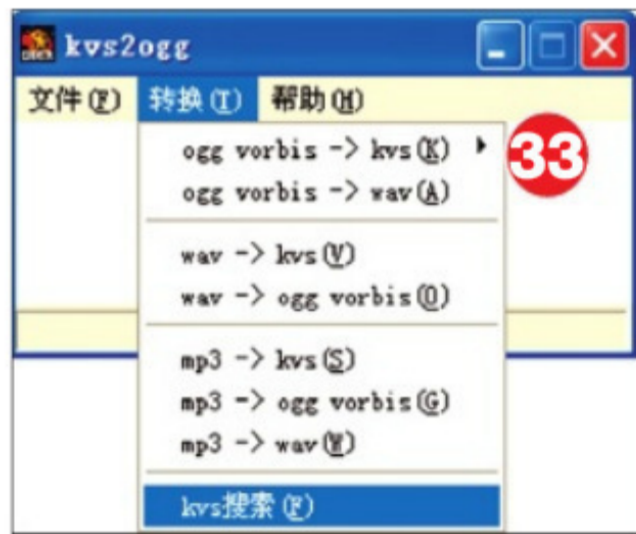 kvs2ogg
文件(F) 转换(T) 帮助(H)
ogg vorbis -> kvs(K)
33
ogg vorbis -> wav(A)
wav -> kvs(V)
wav -> ogg vorbis(O)
mp3 -> kvs(S)
mp3 -> ogg vorbis(G)
mp3 -> wav(W)
kvs搜索(F)